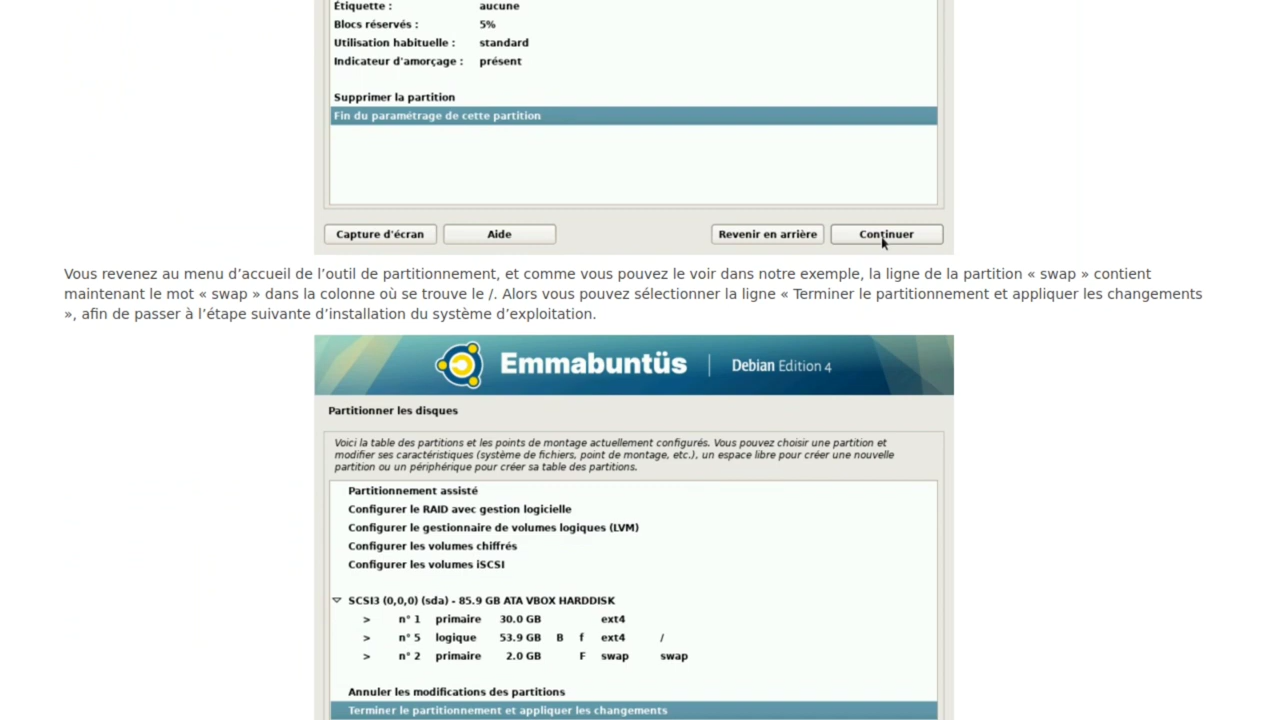 Étiquette : aucune
Blocs réservés : 5%
Utilisation habituelle : standard
Indicateur d'amorçage : présent
Supprimer la partition
Fin du paramétrage de cette partition
Capture d'écran Aide Revenir en arrière Continuer
Vous revenez au menu d’accueil de l’outil de partitionnement, et comme vous pouvez le voir dans notre exemple, la ligne de la partition « swap » contient
maintenant le mot « swap » dans la colonne où se trouve le /. Alors vous pouvez sélectionner la ligne « Terminer le partitionnement et appliquer les changements
», afin de passer à l’étape suivante d’installation du système d’exploitation.
Emmabuntüs | Debian Edition 4
Partitionner les disques
Voici la table des partitions et les points de montage actuellement configurés. Vous pouvez choisir une partition et
modifier ses caractéristiques (système de fichiers, point de montage, etc.), un espace libre pour créer une nouvelle
partition ou un périphérique pour créer sa table des partitions.
Partitionnement assisté
Configurer le RAID avec gestion logicielle
Configurer le gestionnaire de volumes logiques (LVM)
Configurer les volumes chiffrés
Configurer les volumes iSCSI
SCSI3 (0,0,0) (sda) - 85.9 GB ATA VBOX HARDDISK
> n° 1 primaire 30.0 GB ext4
> n° 5 logique 53.9 GB B f ext4 /
> n° 2 primaire 2.0 GB F swap swap
Annuler les modifications des partitions
Terminer le partitionnement et appliquer les changements